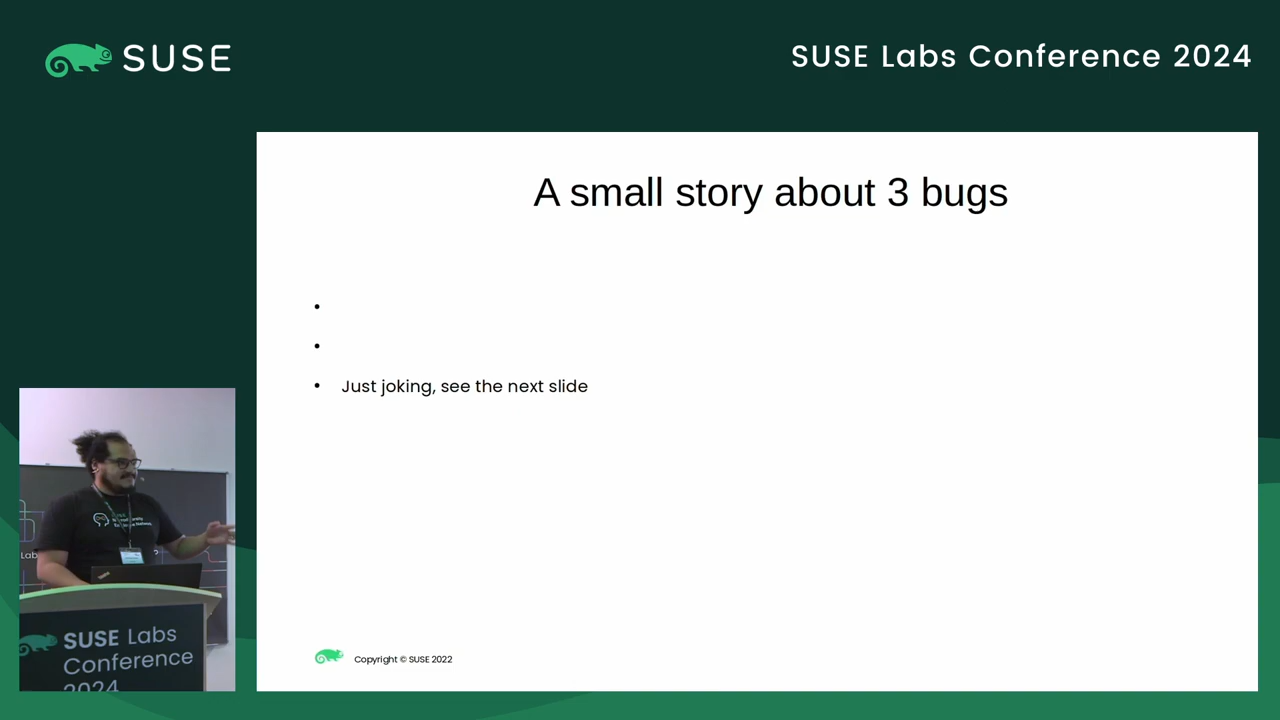 SUSE
SUSE Labs Conference 2024
A small story about 3 bugs
Just joking, see the next slide
Copyright © SUSE 2022
Lab
SUSE Labs
Conference
2024